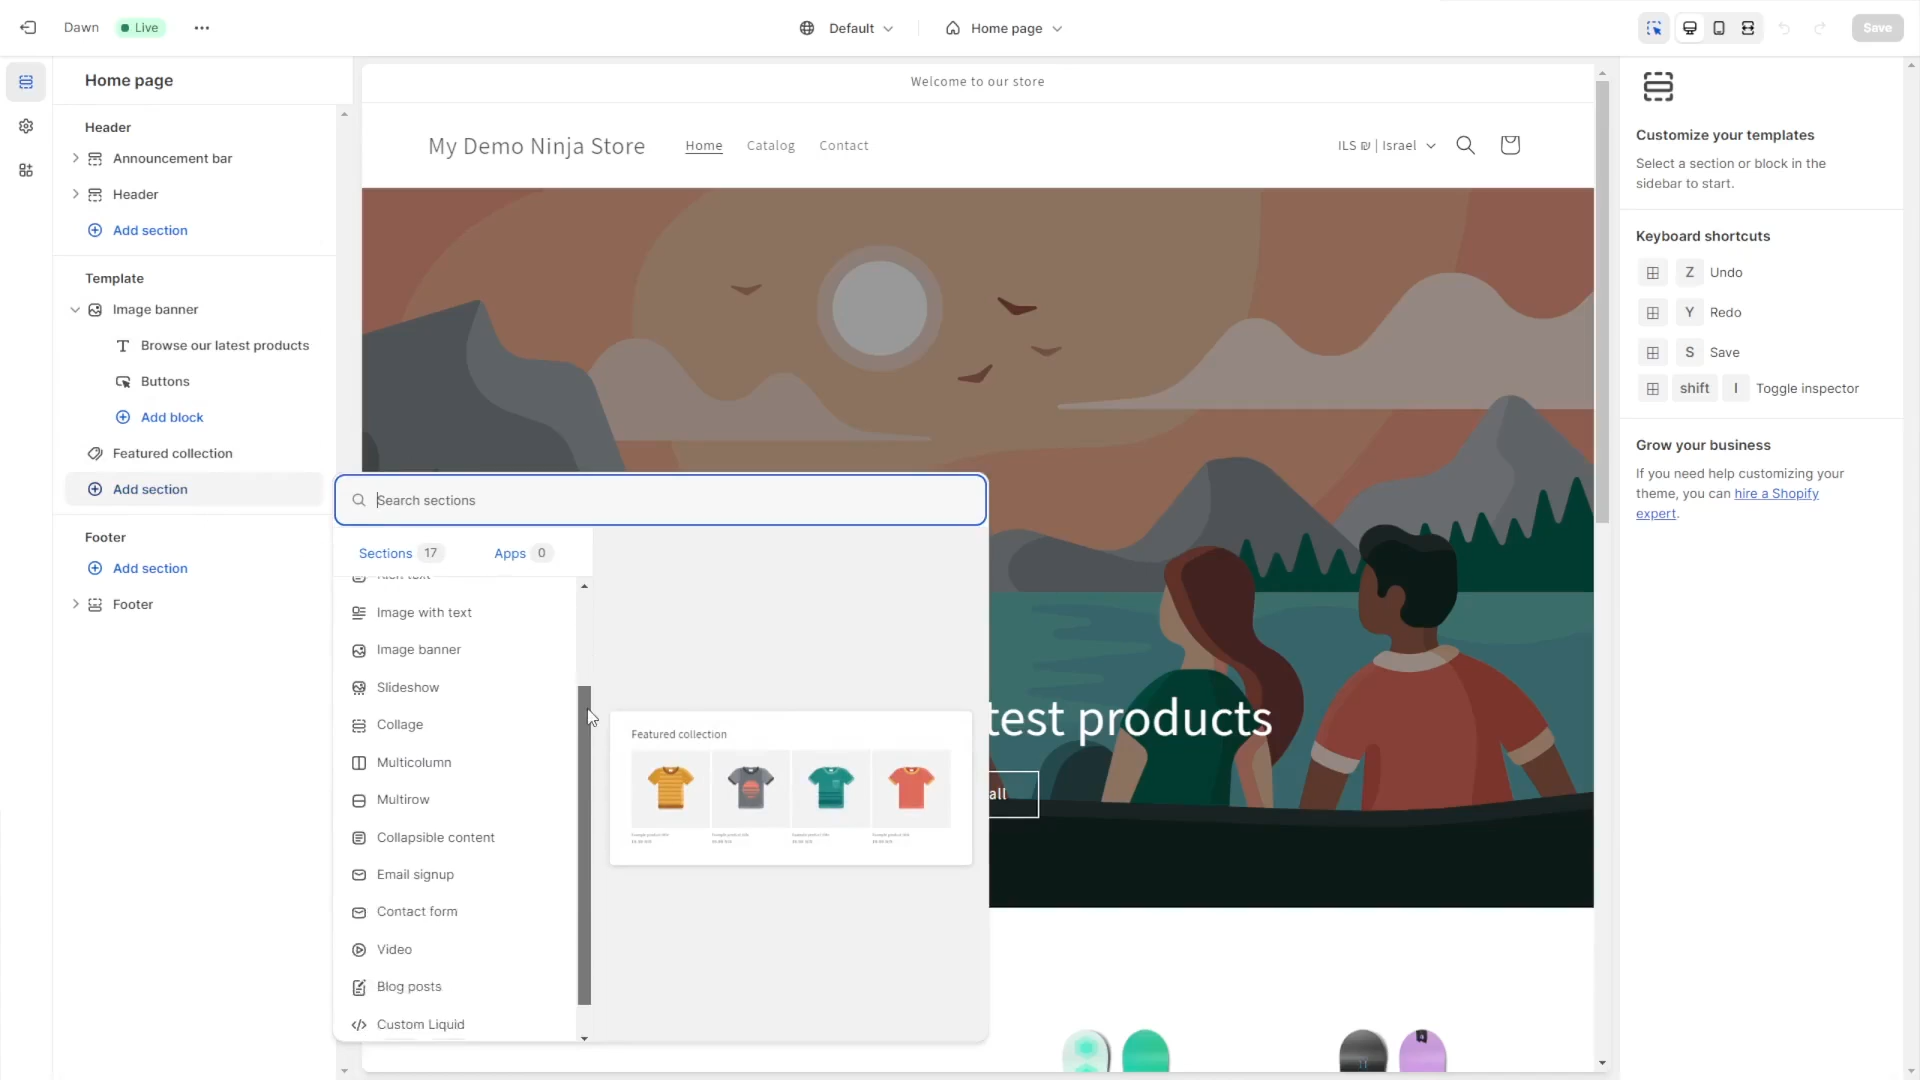 Dawn
Live
Default
Home page
Save
Home page
Header
Announcement bar
Header
Add section
Template
Image banner
Browse our latest products
Buttons
Add block
Featured collection
Add section
Footer
Add section
Footer
Search sections
Sections 17
Apps 0
Rich text
Image with text
Image banner
Slideshow
Collage
Multicolumn
Multirow
Collapsible content
Email signup
Contact form
Video
Blog posts
Custom Liquid
Featured collection
Welcome to our store
My Demo Ninja Store
Home
Catalog
Contact
ILS ₪ | Israel
test products
all
Customize your templates
Select a section or block in the
sidebar to start.
Keyboard shortcuts
Z Undo
Y Redo
S Save
shift I Toggle inspector
Grow your business
If you need help customizing your
theme, you can hire a Shopify
expert.